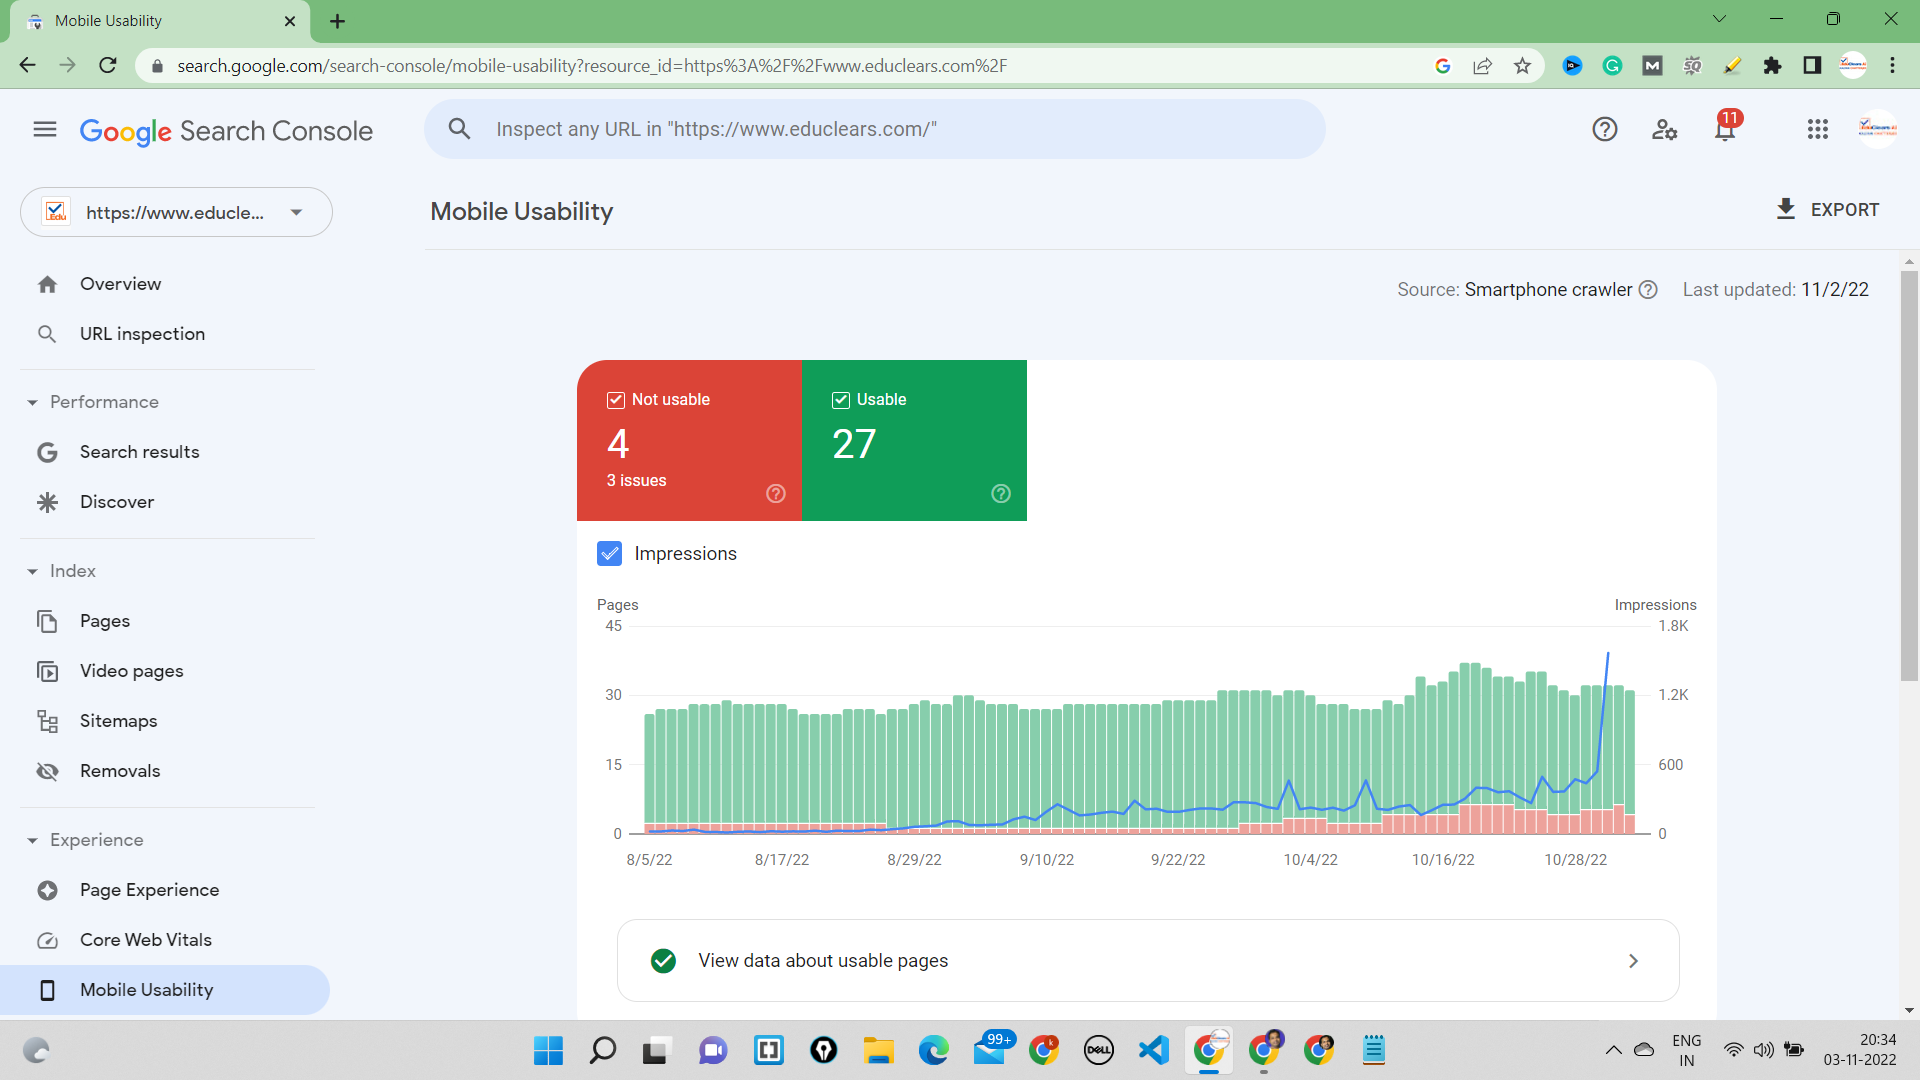 Mobile Usability
search.google.com/search-console/mobile-usability?resource_id=https%3A%2F%2Fwww.educlears.com%2F
Google Search Console
Inspect any URL in "https://www.educlears.com/"
11
Edu
https://www.educle...
Mobile Usability
EXPORT
Overview
URL inspection
Source: Smartphone crawler
Last updated: 11/2/22
Performance
Search results
Discover
Not usable
4
3 issues
Usable
27
Impressions
Index
Pages
Video pages
Sitemaps
Removals
Pages
Impressions
45
1.8K
30
1.2K
15
600
0
0
8/5/22
8/17/22
8/29/22
9/10/22
9/22/22
10/4/22
10/16/22
10/28/22
Experience
Page Experience
Core Web Vitals
Mobile Usability
View data about usable pages
99+
k
DELL
ENG
IN
20:34
03-11-2022